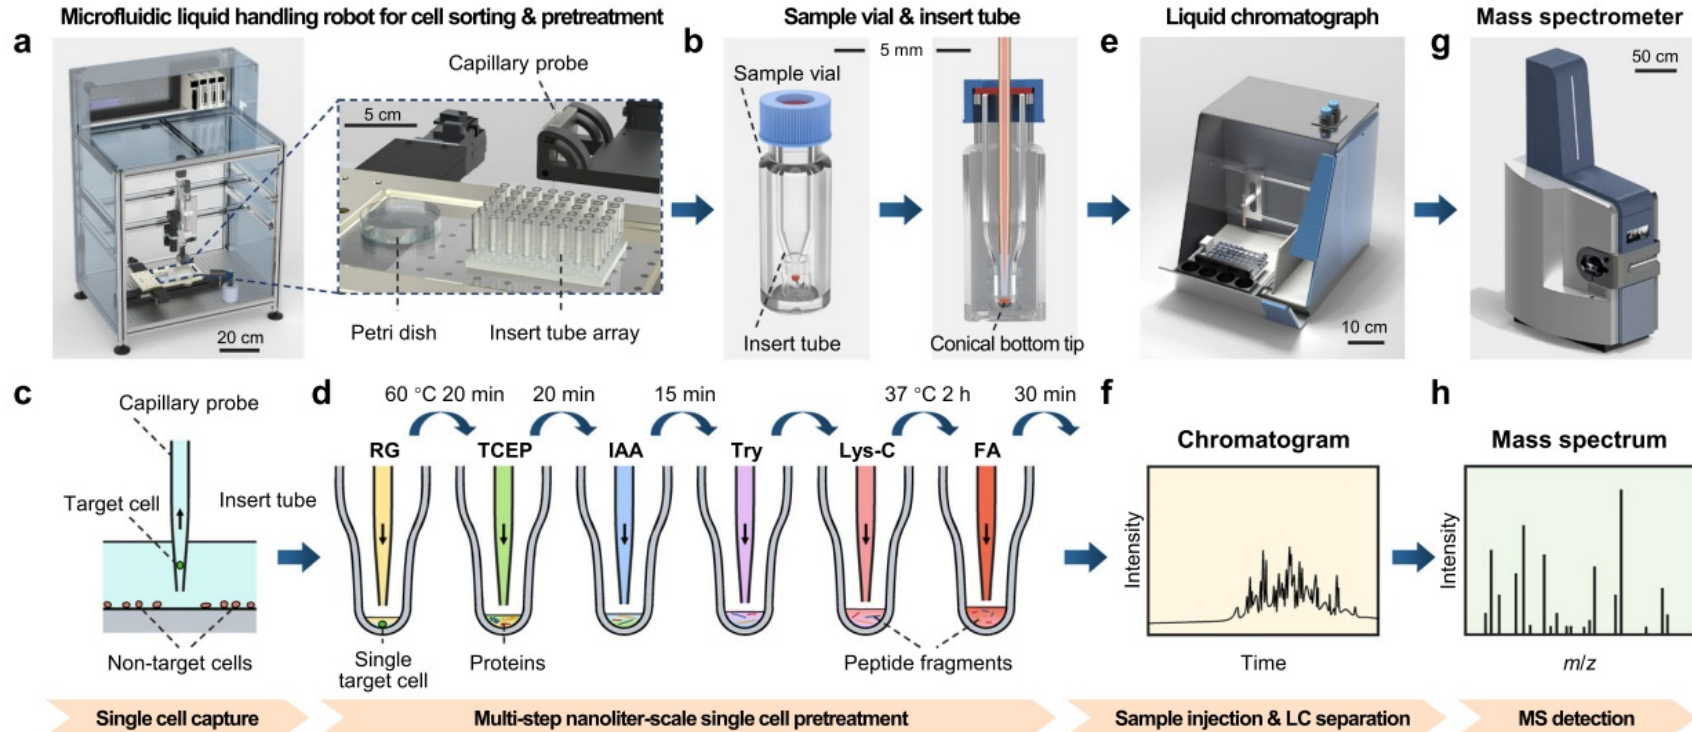 Microfluidic liquid handling robot for cell sorting & pretreatment
Sample vial & insert tube
Liquid chromatograph
Mass spectrometer
a
Capillary probe
5 cm
Petri dish
Insert tube array
20 cm
b
5 mm
Sample vial
Insert tube
Conical bottom tip
e
10 cm
g
50 cm
c
Capillary probe
Target cell
Non-target cells
Insert tube
d
60 °C 20 min
20 min
15 min
37 °C 2 h
30 min
RG
TCEP
IAA
Try
Lys-C
FA
Single
target cell
Proteins
Peptide fragments
f
Chromatogram
Intensity
Time
h
Mass spectrum
Intensity
m/z
Single cell capture
Multi-step nanoliter-scale single cell pretreatment
Sample injection & LC separation
MS detection